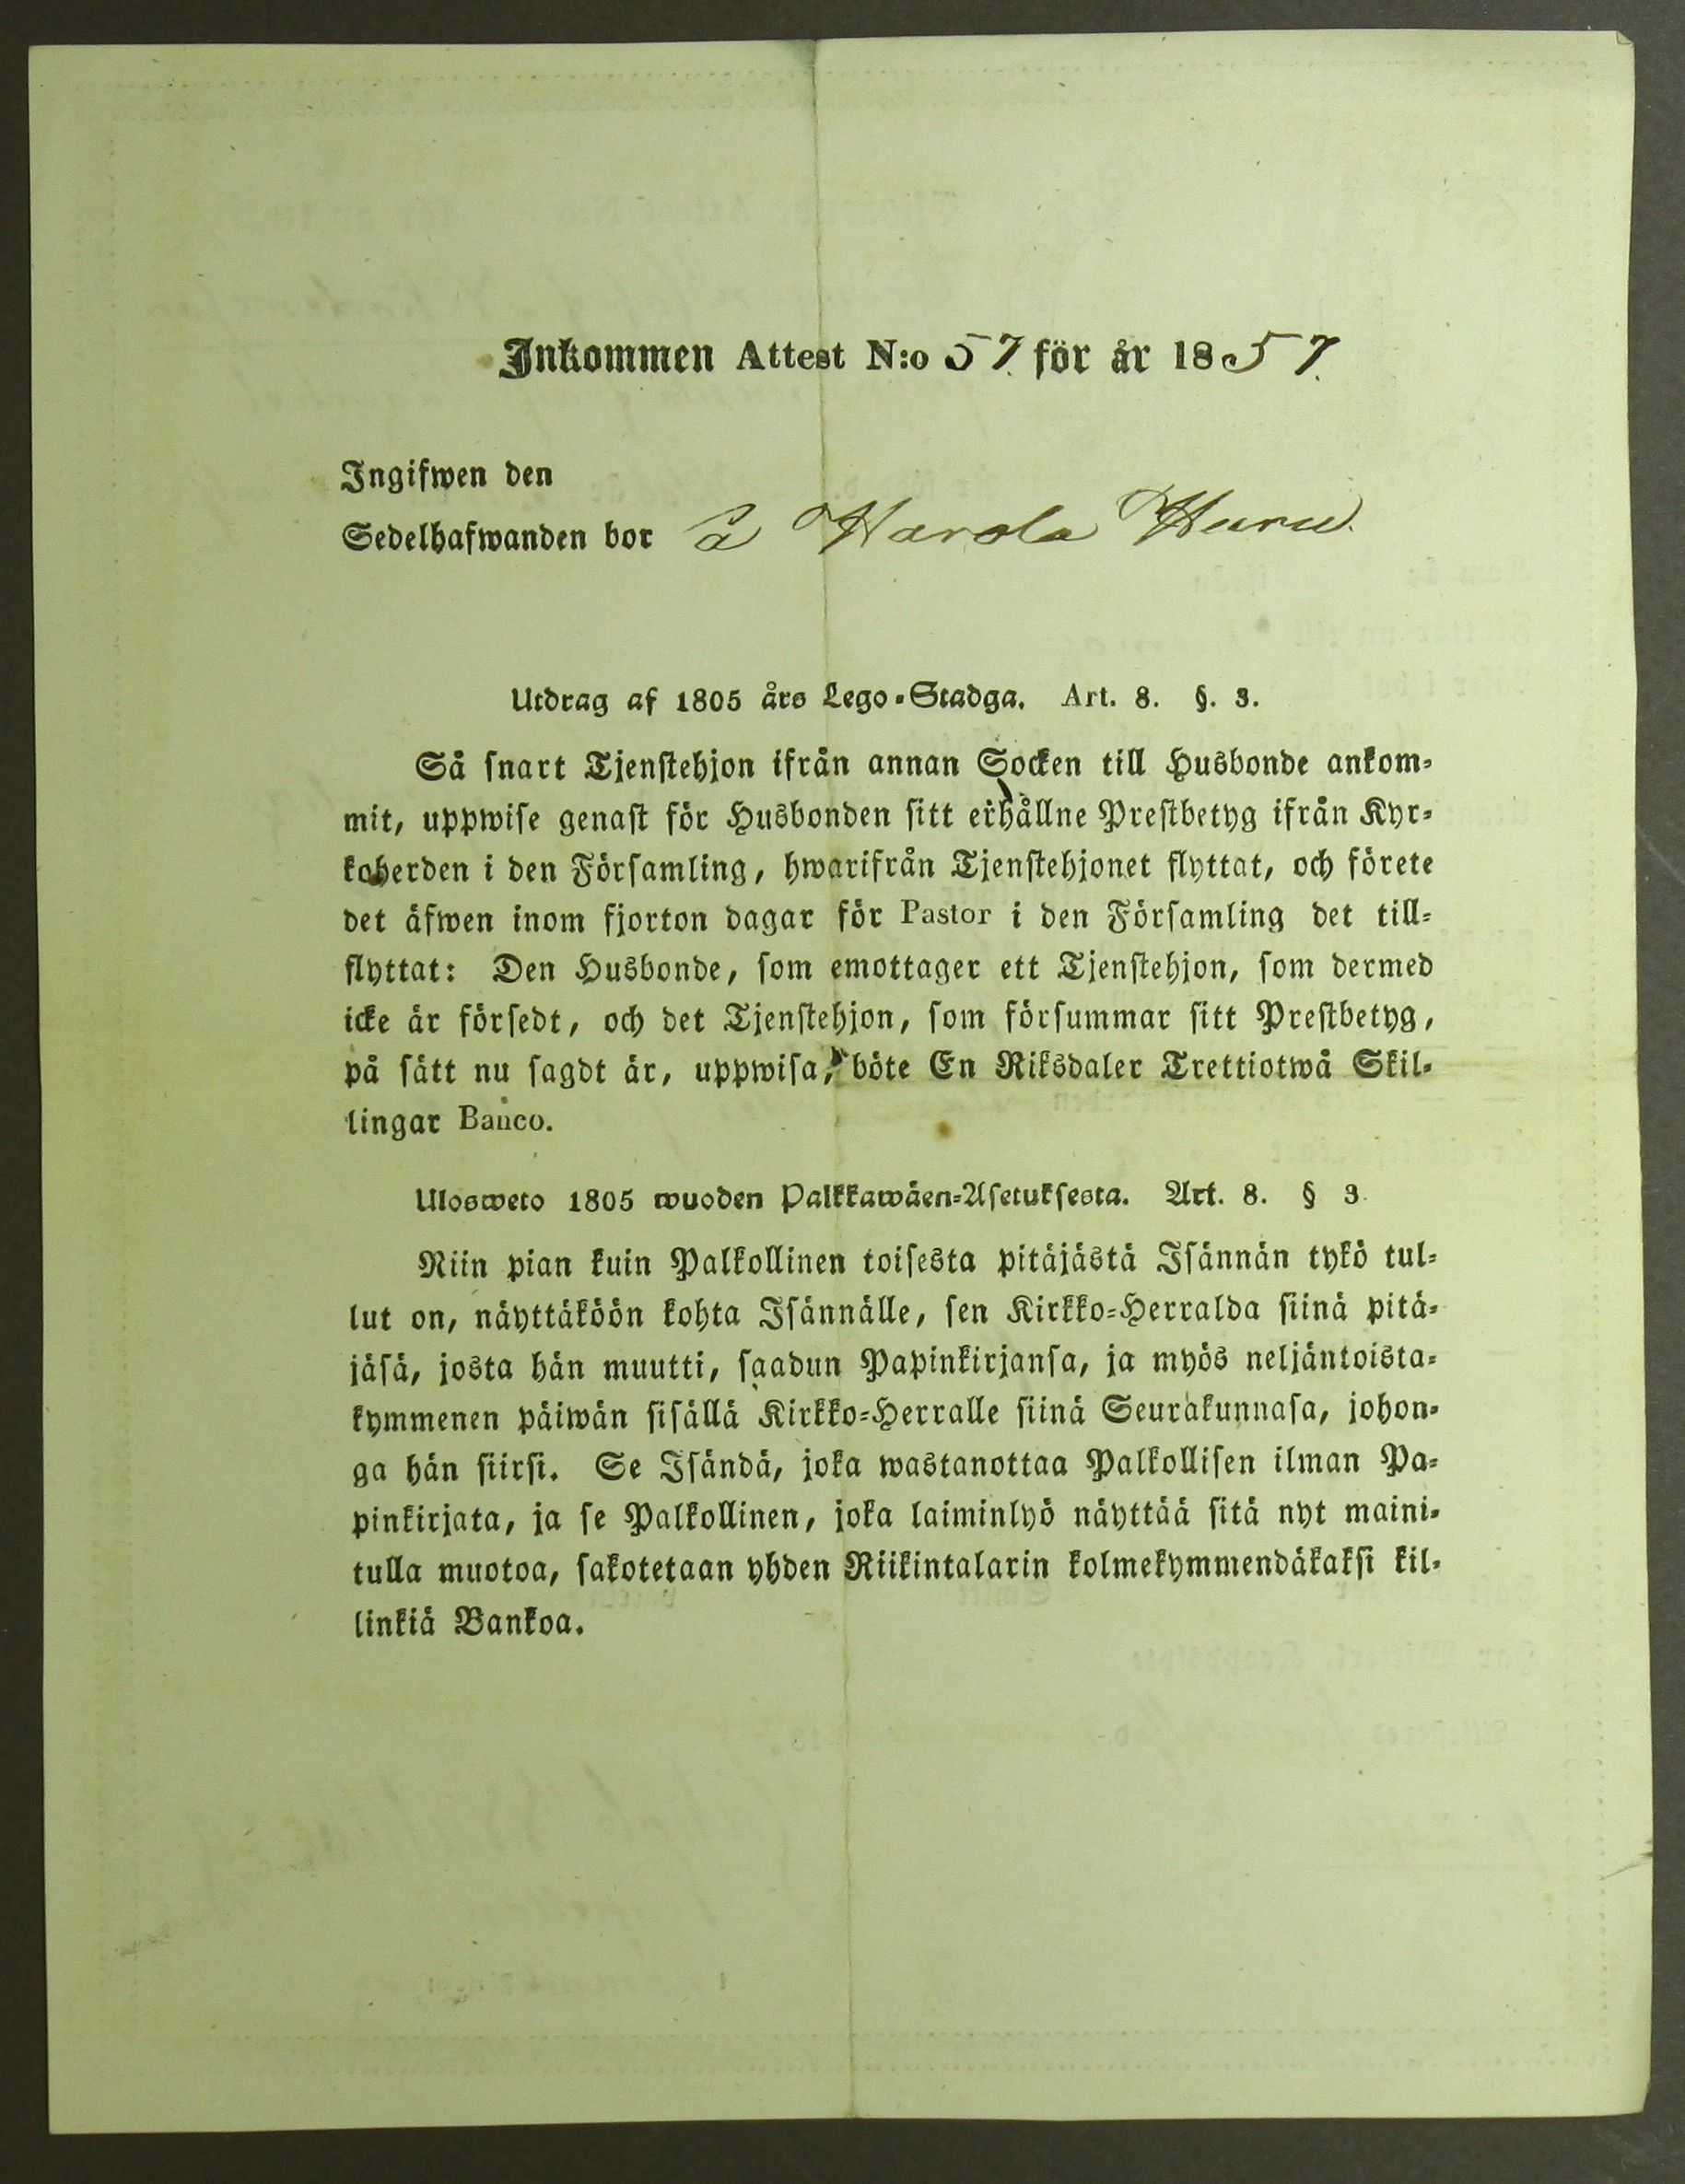 Inkommen Attest N:o 57. för år 1857.
Ingifwen den
Sedelhafwanden bor å Harola Huru
Utdrag af 1805 års Lego-Stadga. Art. 8. §. 3.
Så snart Tjenstehjon ifrån annan Socken till Husbonde ankom-
mit, uppwise genast för Husbonden sitt erhållne Prestbetyg ifrån Kyr-
koherden i den Församling, hwarifrån Tjenstehjonet flyttat, och förete
det äfwen inom fjorton dagar för Pastor i den Församling det till-
flyttat: Den Husbonde, som emottager ett Tjenstehjon, som dermed
icke är försedt, och det Tjenstehjon, som försummar sitt Prestbetyg,
på sätt nu sagdt är, uppwisa, böte En Riksdaler Trettiotwå Skil-
lingar Banco.
Ulosweto 1805 wuoden Palkkawäen-Asetuksesta. Art. 8. § 3.
Niin pian kuin Palkollinen toisesta pitäjästä Isännän tykö tul-
lut on, näyttäköön kohta Isännälle, sen Kirkko-Herralda siinä pitä-
jäsä, josta hän muutti, saadun Papinkirjansa, ja myös neljäntoista-
kymmenen päiwän sisällä Kirkko-Herralle siinä Seurakunnasa, johon-
ga hän siirsi. Se Isändä, joka wastanottaa Palkollisen ilman Pa-
pinkirjata, ja se Palkollinen, joka laiminlyö näyttää sitä nyt maini-
tulla muotoa, sakotetaan yhden Riikintalarin kolmekymmendäkaksi kil-
linkiä Bankoa.